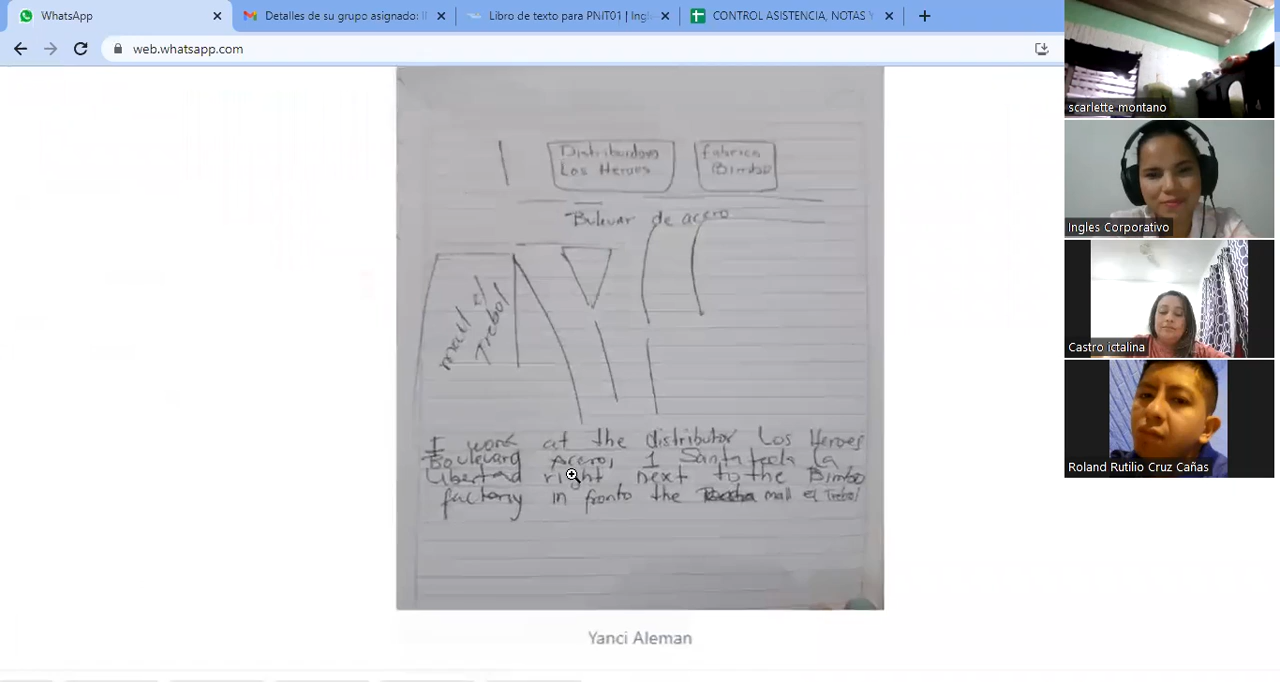 WhatsApp
Detalles de su grupo asignado: I
Libro de texto para PNIT01 | Ingl
CONTROL ASISTENCIA, NOTAS Y
web.whatsapp.com
Distribuidora
Los Heroes
fabrica
Bimbo
Bulevar de acero
mall el
Trebol
I work at the distributor Los Heroes
Boulevard Acero, 1 Santa tecla La
Libertad right next to the Bimbo
factory in fronto the mall el Trebol
Yanci Aleman
scarlette montano
Ingles Corporativo
Castro ictalina
Roland Rutilio Cruz Cañas